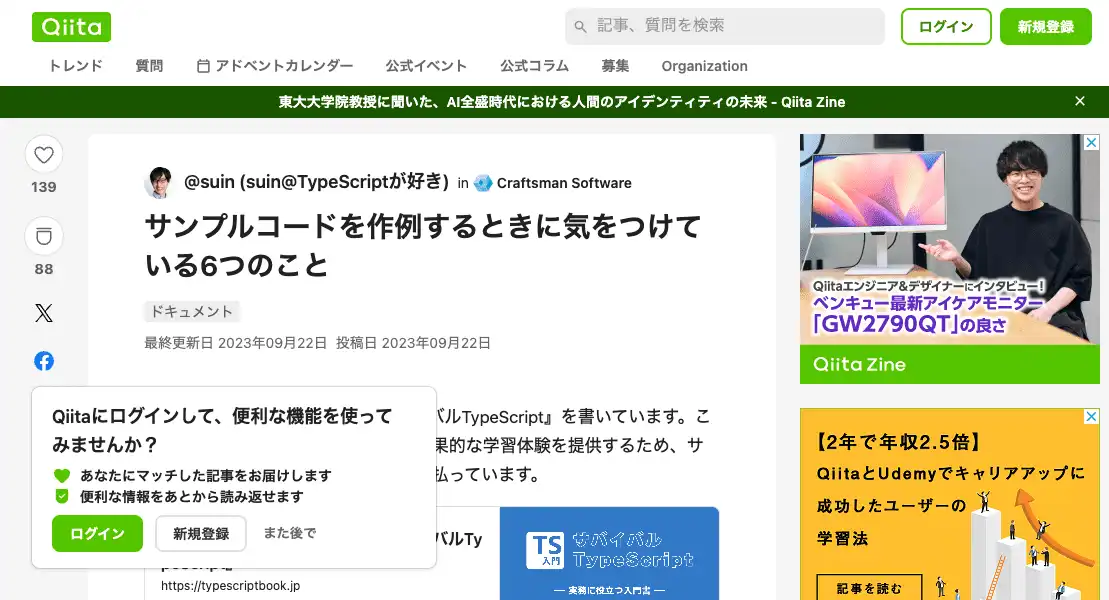 Qiita
記事、質問を検索
ログイン
新規登録
トレンド
質問
アドベントカレンダー
公式イベント
公式コラム
募集
Organization
東大大学院教授に聞いた、AI全盛時代における人間のアイデンティティの未来 - Qiita Zine
139
88
@suin (suin@TypeScriptが好き) in Craftsman Software
サンプルコードを作例するときに気をつけて
いる6つのこと
ドキュメント
最終更新日 2023年09月22日 投稿日 2023年09月22日
バルTypeScript』を書いています。こ
果的な学習体験を提供するため、サ
払っています。
バルTy
https://typescriptbook.jp
TS
入門
サバイバル
TypeScript
― 実務に役立つ入門書 ―
Qiitaにログインして、便利な機能を使って
みませんか？
あなたにマッチした記事をお届けします
便利な情報をあとから読み返せます
ログイン
新規登録
また後で
Qiitaエンジニア&デザイナーにインタビュー!
ベンキュー最新アイケアモニター
「GW2790QT」の良さ
Qiita Zine
【2年で年収2.5倍】
QiitaとUdemyでキャリアアップに
成功したユーザーの
学習法
記事を読む